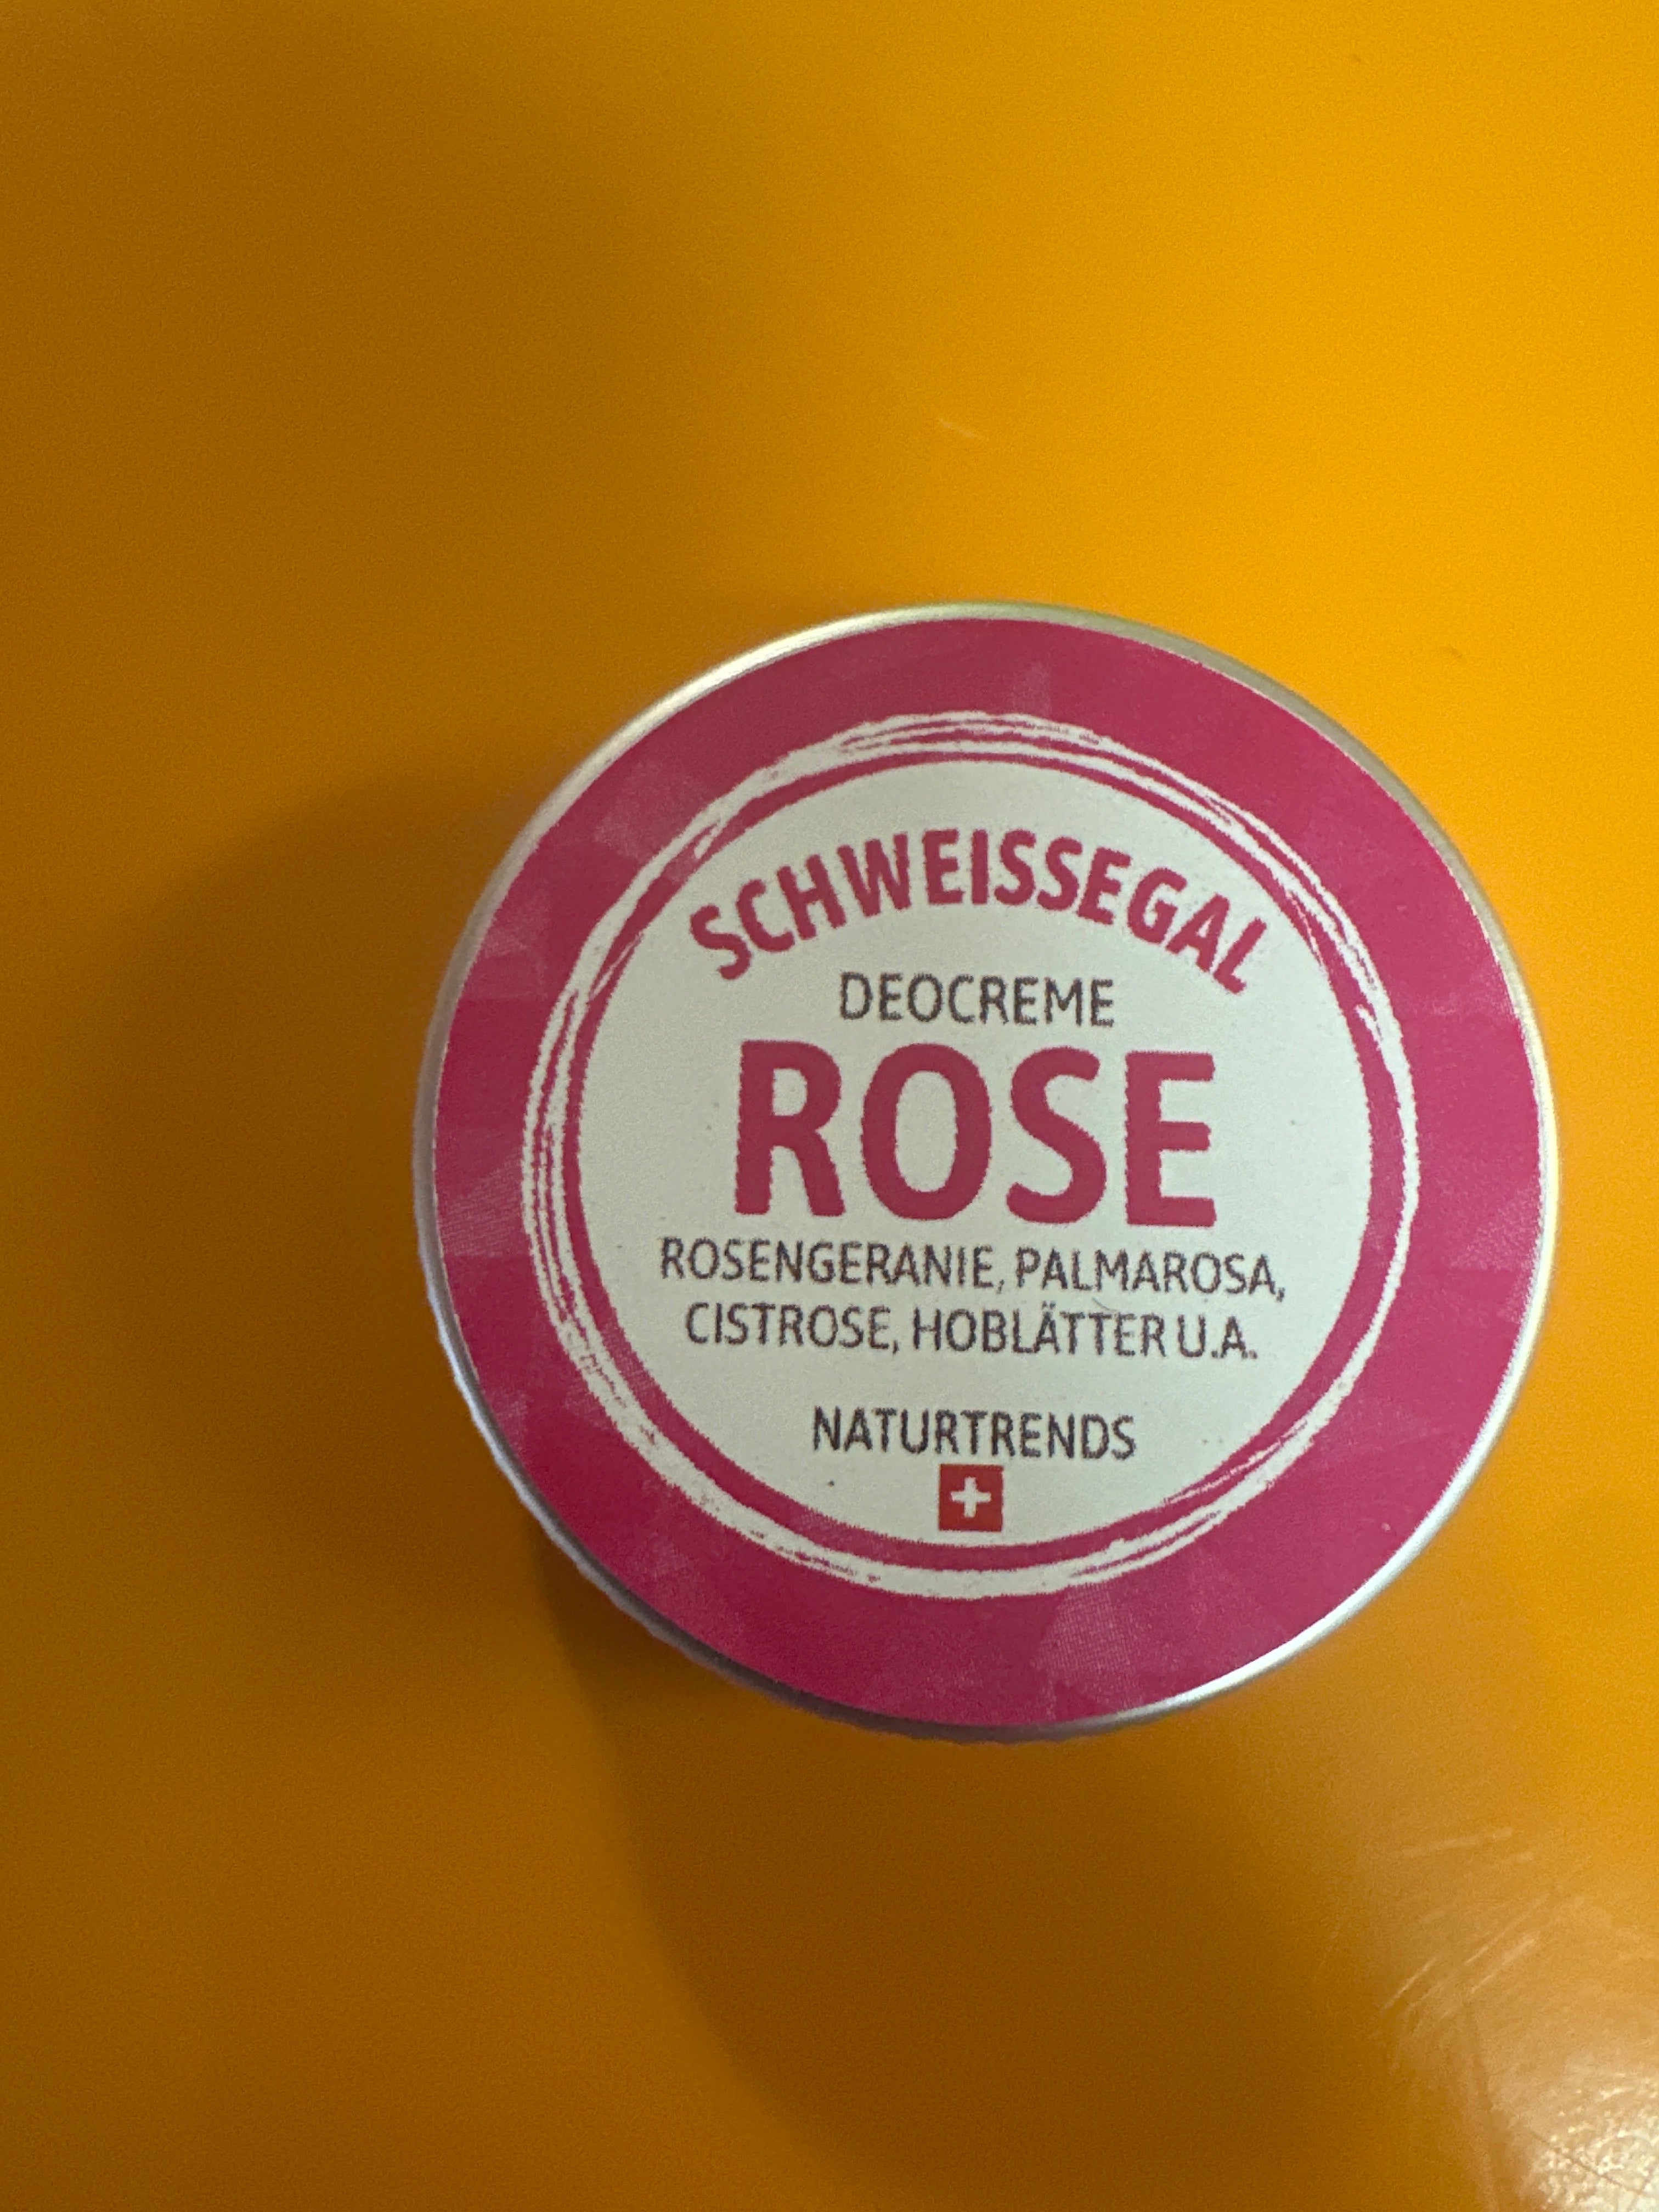 SCHWEISSEGAL
DEOCREME
ROSE
ROSENGERANIE, PALMAROSA,
CISTROSE, HOBLÄTTER U.A.
NATURTRENDS